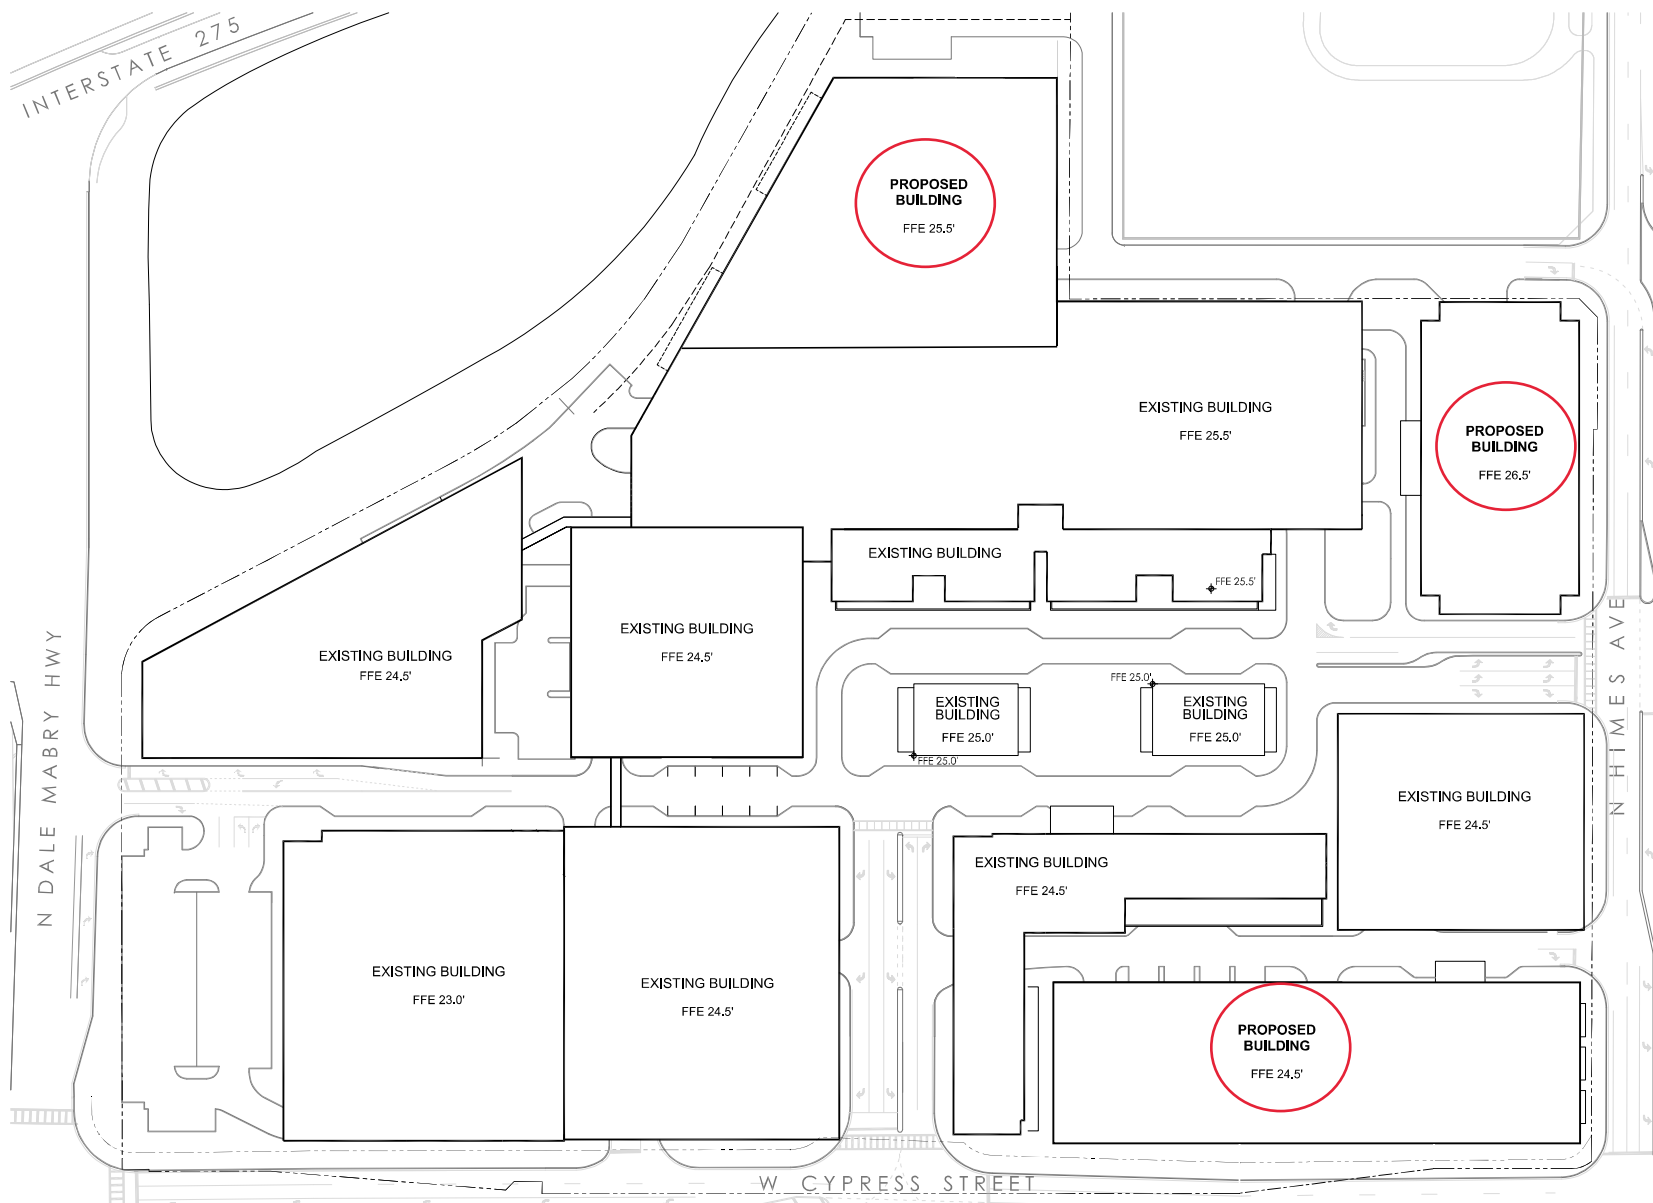 INTERSTATE 275
PROPOSED
BUILDING
FFE 25.5'
EXISTING BUILDING
FFE 25.5'
PROPOSED
BUILDING
FFE 26.5'
EXISTING BUILDING
FFE 25.5'
EXISTING BUILDING
FFE 24.5'
EXISTING BUILDING
FFE 24.5'
FFE 25.0'
EXISTING
BUILDING
FFE 25.0'
FFE 25.0'
EXISTING
BUILDING
FFE 25.0'
N DALE MABRY HWY
N HIMES AVE
EXISTING BUILDING
FFE 24.5'
EXISTING BUILDING
FFE 24.5'
EXISTING BUILDING
FFE 23.0'
EXISTING BUILDING
FFE 24.5'
PROPOSED
BUILDING
FFE 24.5'
W CYPRESS STREET